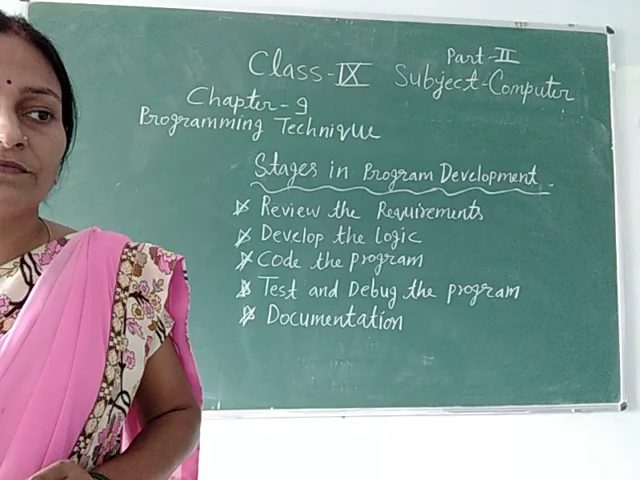 Part-II
Class-IX Subject-Computer
Chapter-9
Programming Technique
Stages in Program Development
Review the Requirements
Develop the Logic
Code the program
Test and Debug the program
Documentation